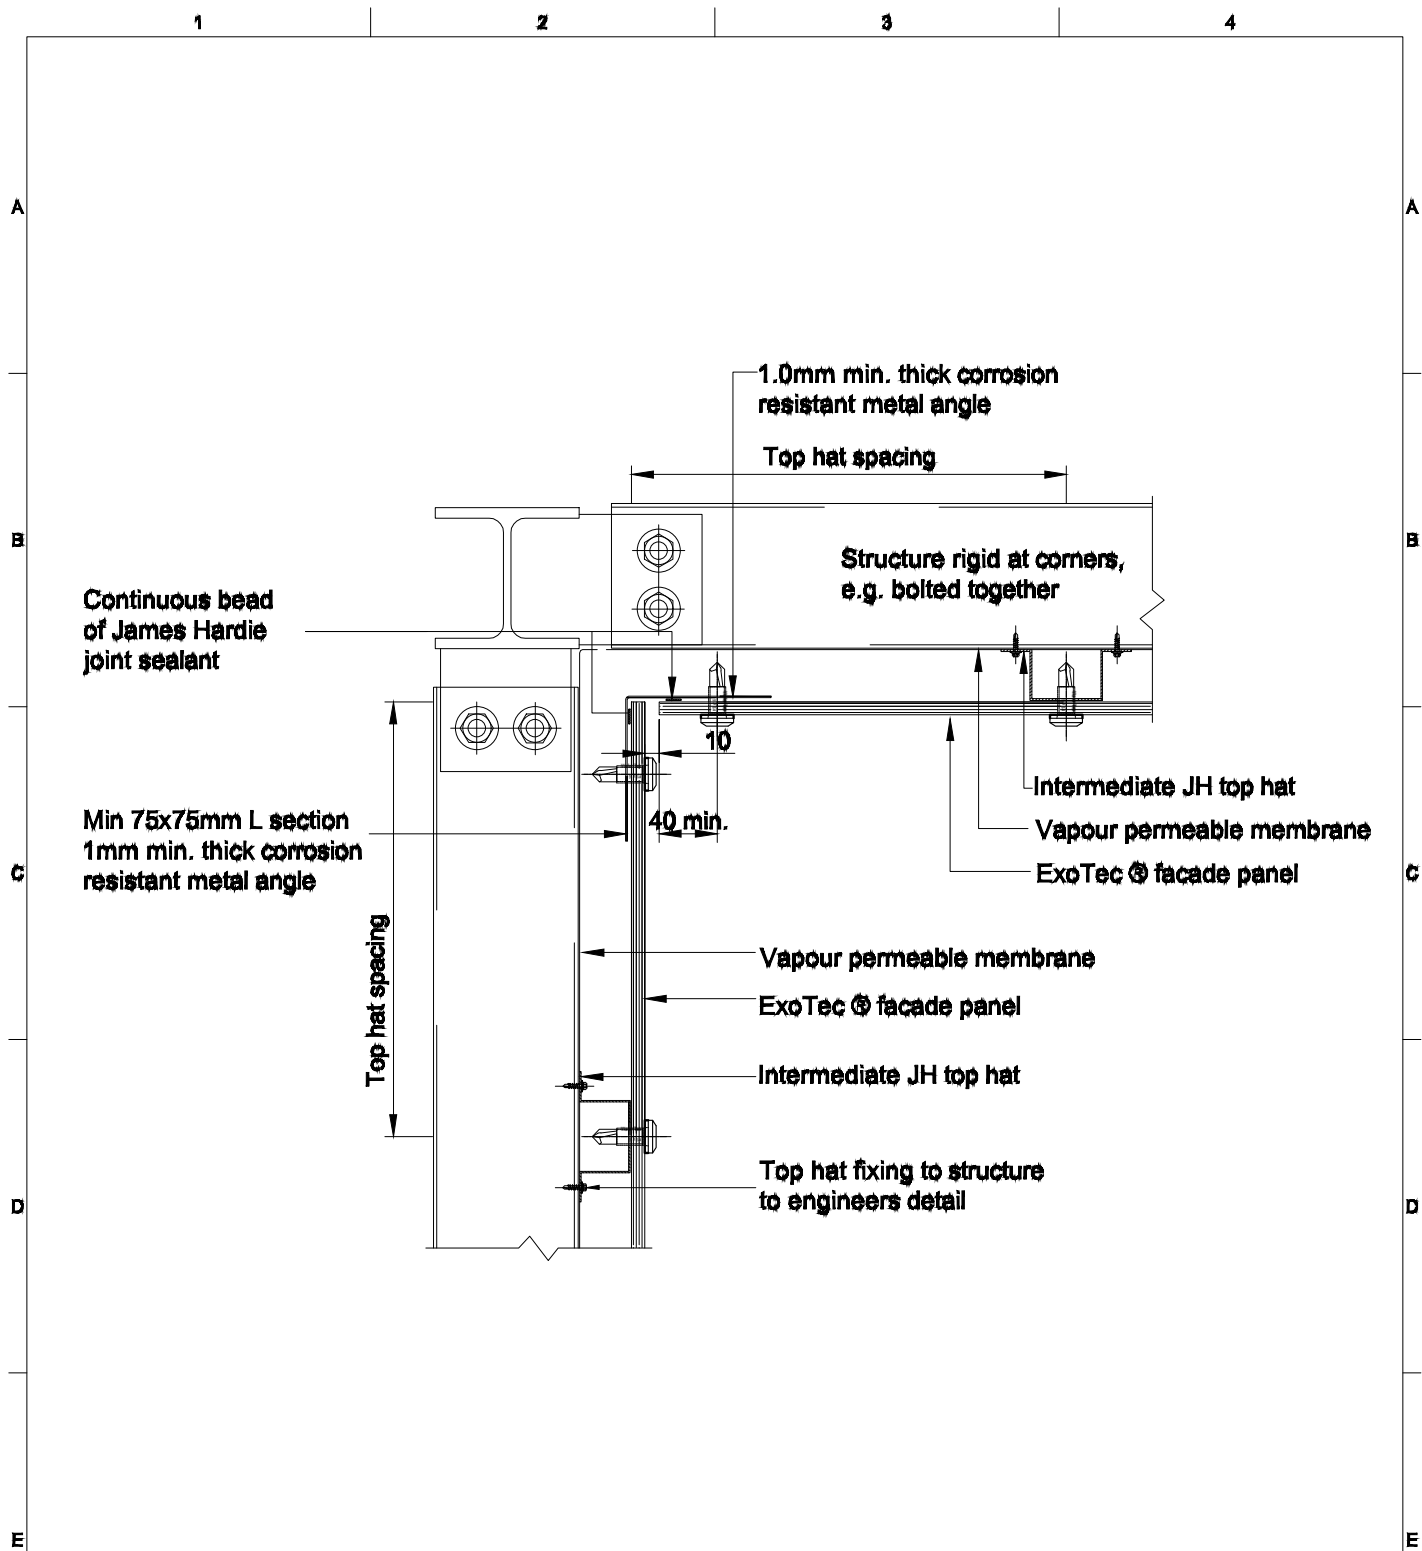 1 2 3 4
A A
1.0mm min. thick corrosion
resistant metal angle
Top hat spacing
B B
Structure rigid at corners,
e.g. bolted together
Continuous bead
of James Hardie
joint sealant
10
Intermediate JH top hat
Min 75x75mm L section
1mm min. thick corrosion
resistant metal angle
40 min.
Vapour permeable membrane
C C
ExoTec ® facade panel
Top hat spacing
Vapour permeable membrane
ExoTec ® facade panel
Intermediate JH top hat
Top hat fixing to structure
to engineers detail
D D
E E